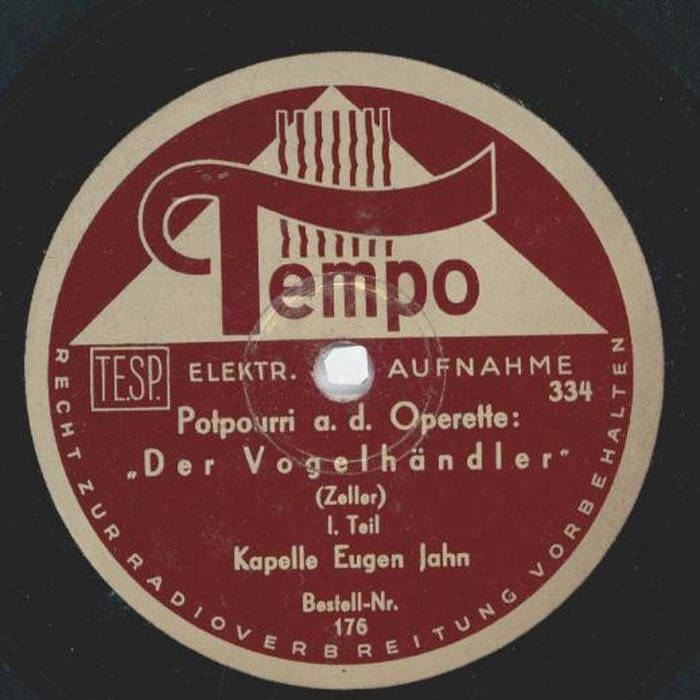 Tempo
TE.SP.
ELEKTR. AUFNAHME
334
Potpourri a. d. Operette:
„Der Vogelhändler"
(Zeller)
I. Teil
Kapelle Eugen Jahn
Bestell-Nr.
176
RECHT ZUR RADIOVERBREITUNG VORBEHALTEN